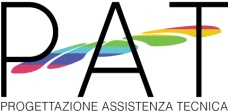 PAT
PROGETTAZIONE ASSISTENZA TECNICA